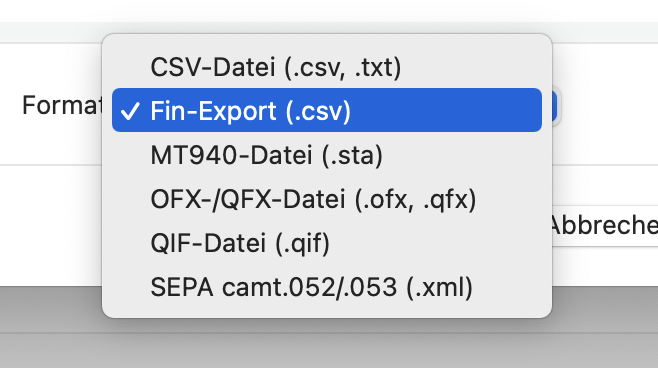 CSV-Datei (.csv, .txt)
Format
✓ Fin-Export (.csv)
MT940-Datei (.sta)
OFX-/QFX-Datei (.ofx, .qfx)
Abbreche
QIF-Datei (.qif)
SEPA camt.052/.053 (.xml)